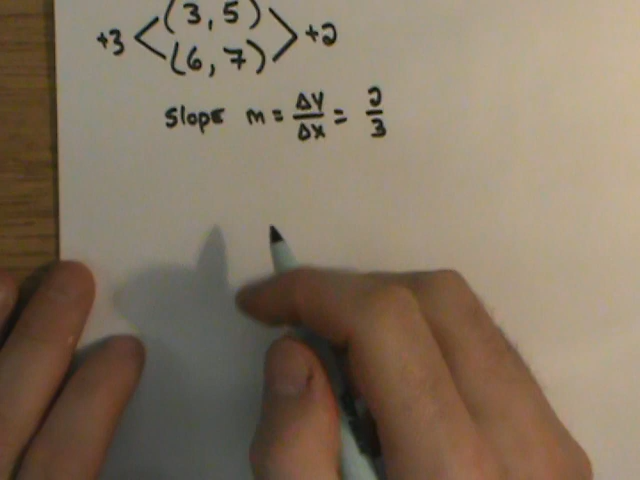 +3 < (3, 5) > +2
(6, 7)
slope m = Δy/Δx = 2/3